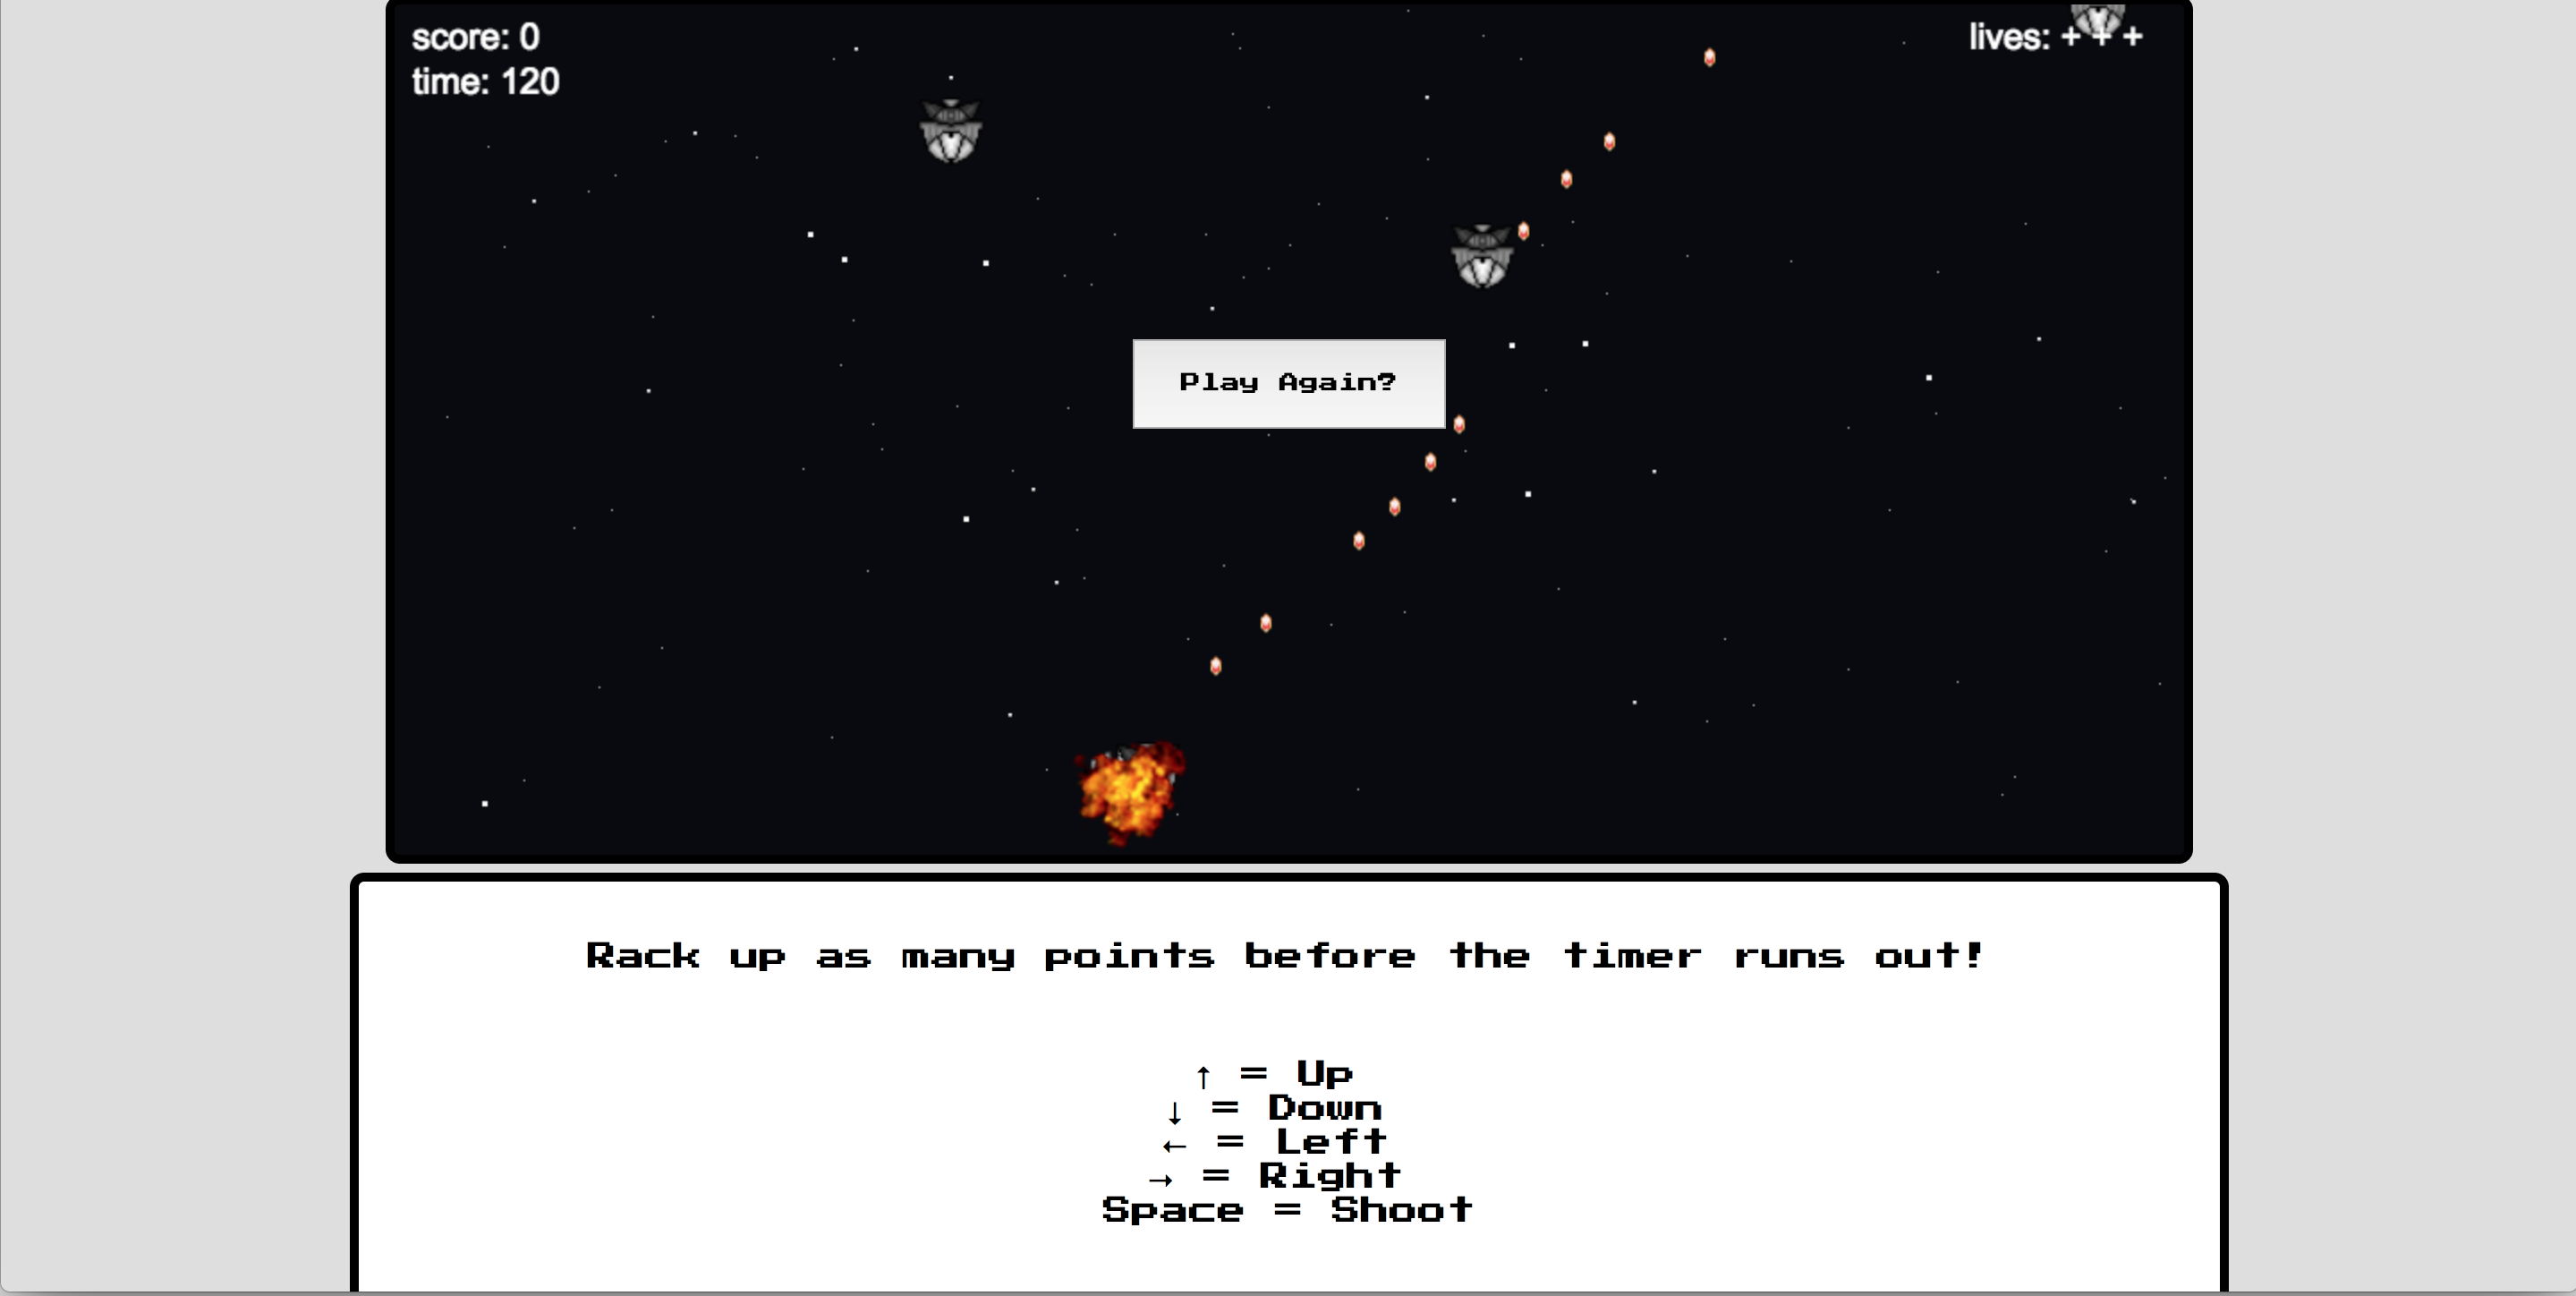 score: 0
lives: + + +
time: 120
Play Again?
Rack up as many points before the timer runs out!
↑ = Up
↓ = Down
← = Left
→ = Right
Space = Shoot